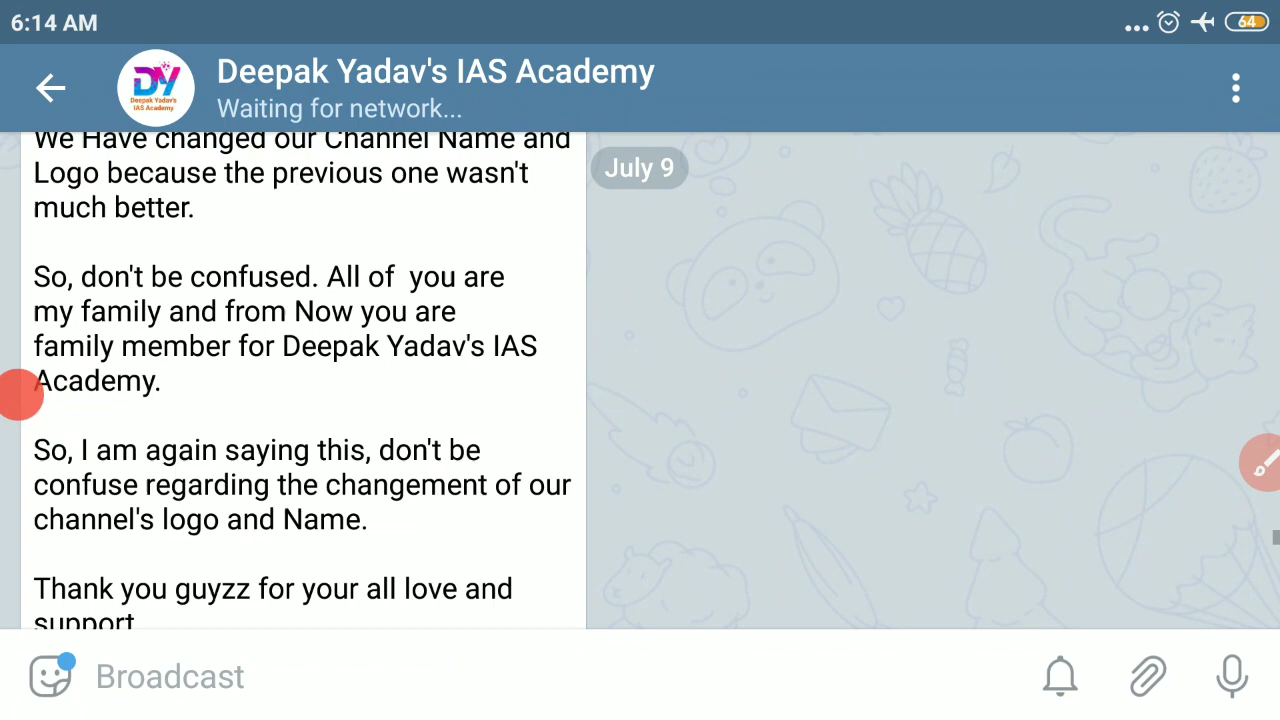 6:14 AM
64
Deepak Yadav's IAS Academy
Waiting for network...
DY
Deepak Yadav's
IAS Academy
July 9
We Have changed our Channel Name and
Logo because the previous one wasn't
much better.
So, don't be confused. All of  you are
my family and from Now you are
family member for Deepak Yadav's IAS
Academy.
So, I am again saying this, don't be
confuse regarding the changement of our
channel's logo and Name.
Thank you guyzz for your all love and
support
Broadcast